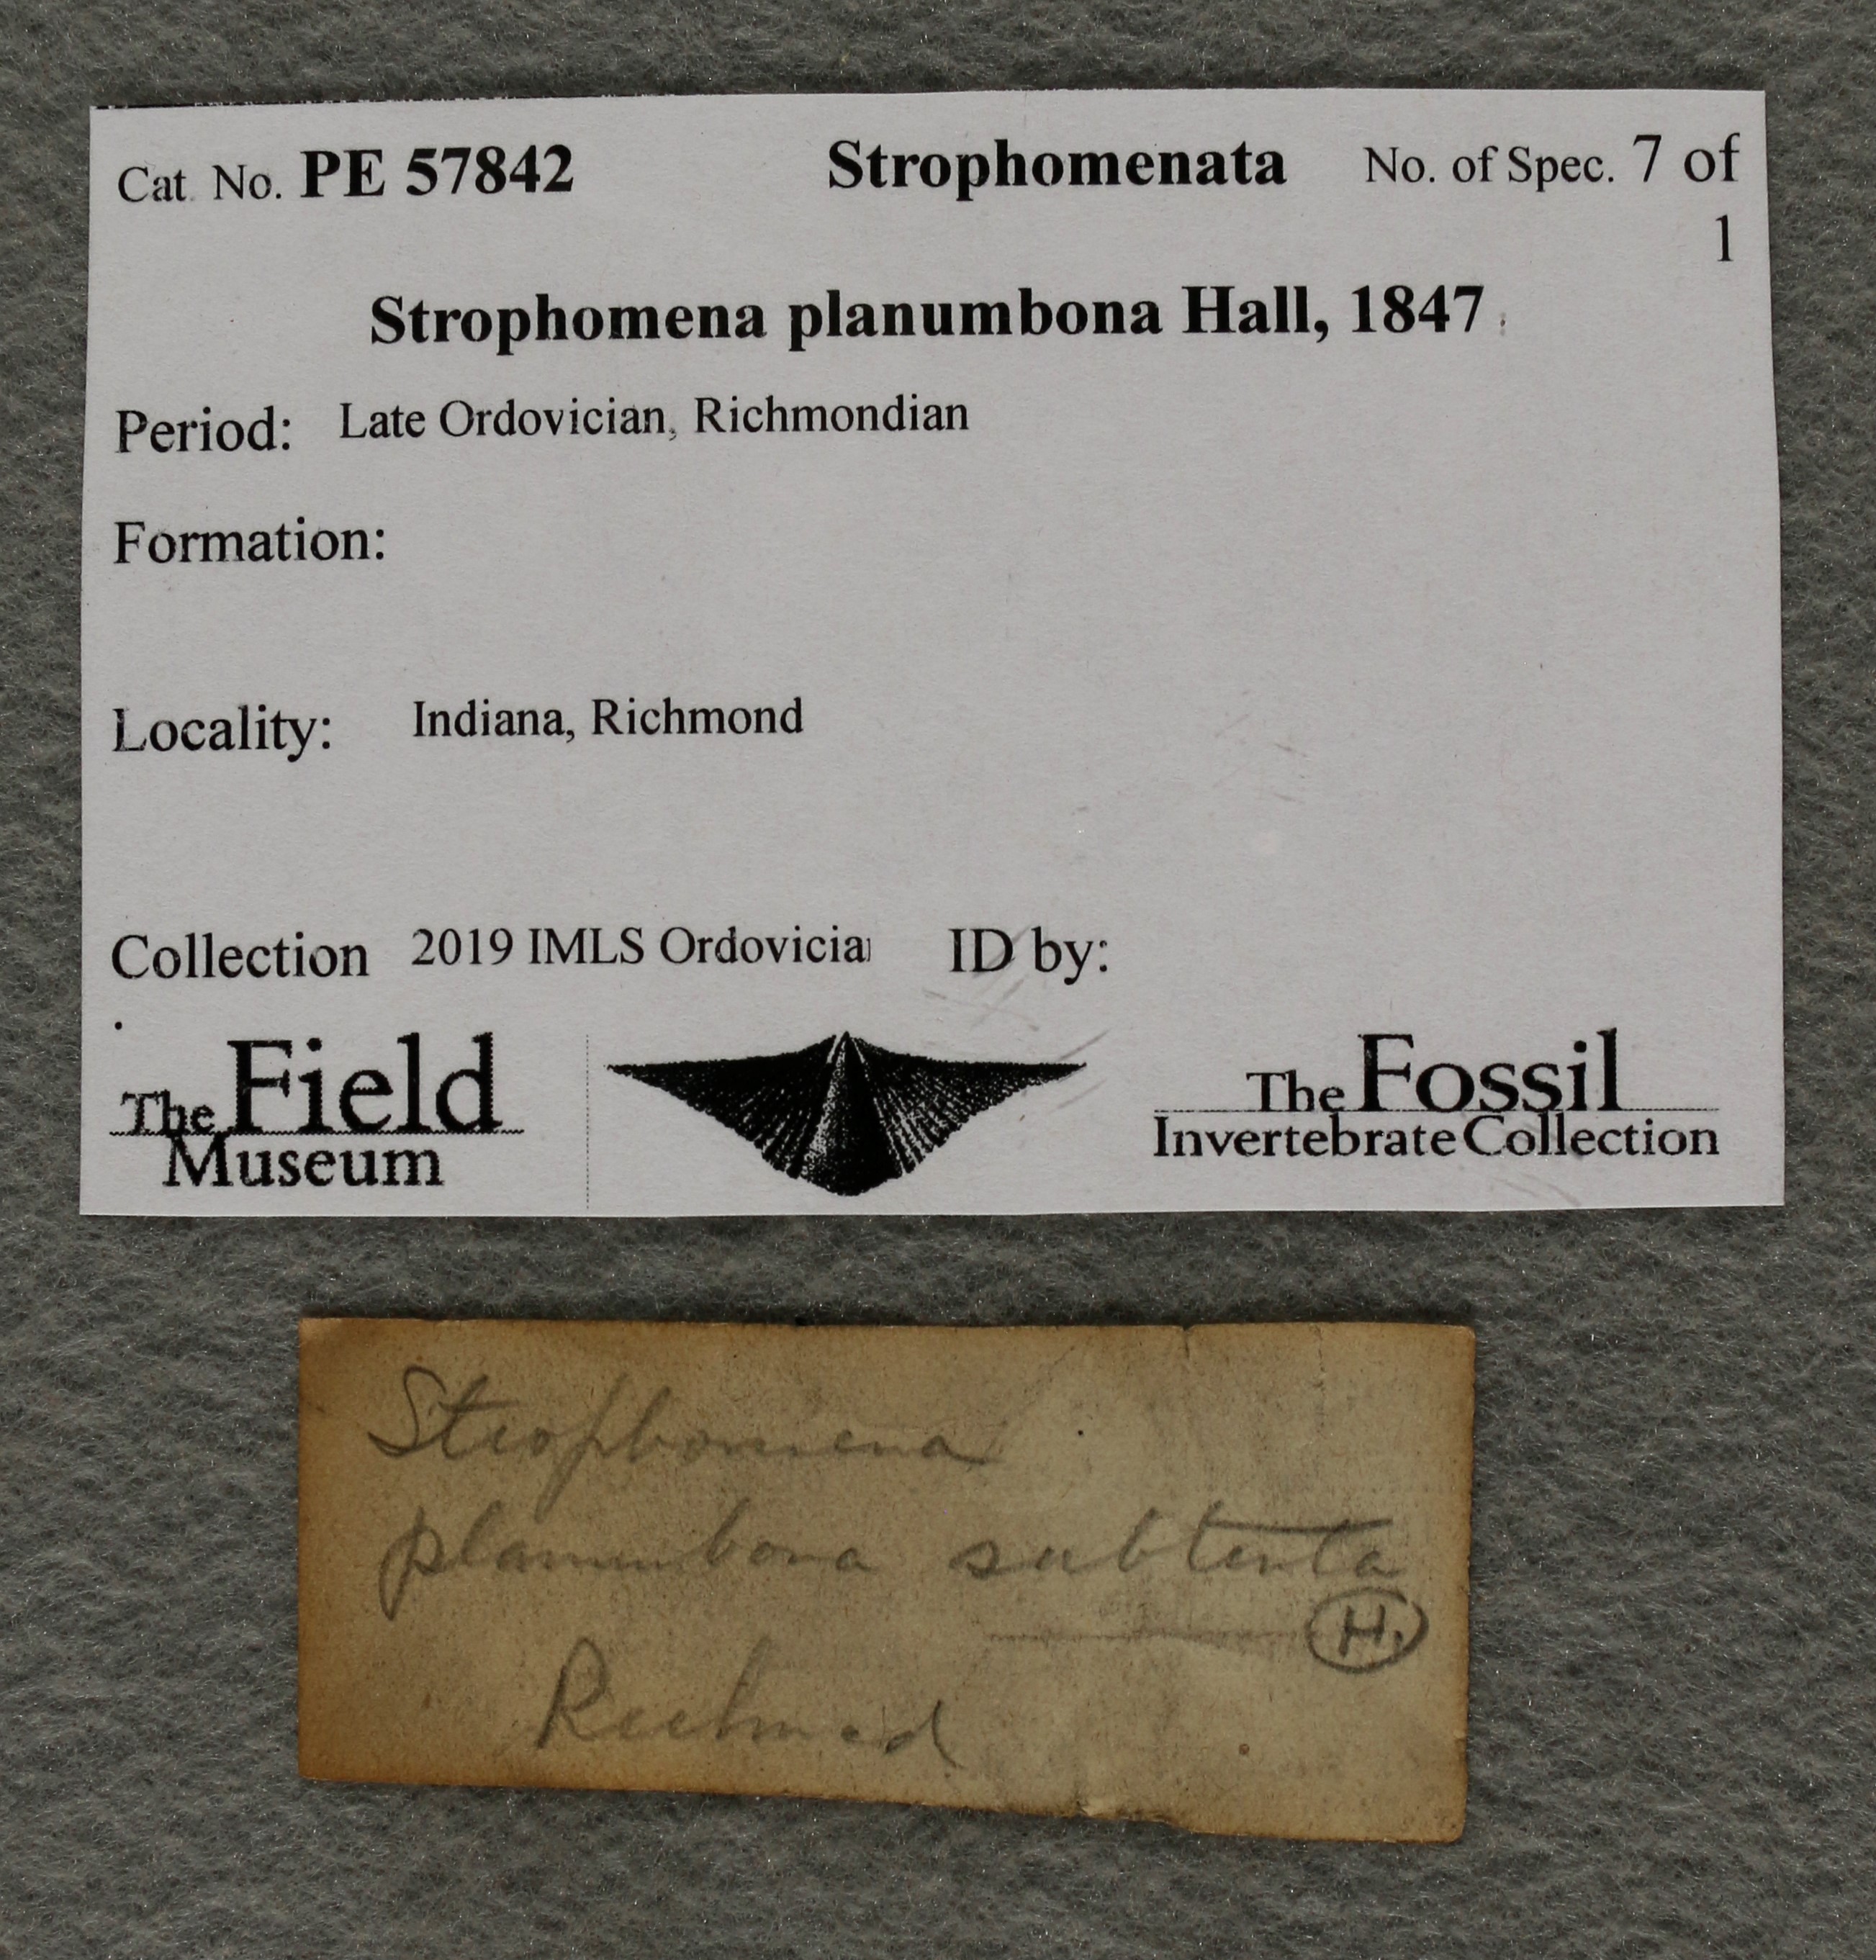 Cat. No. PE 57842 Strophomenata No. of Spec. 7 of
1
Strophomena planumbona Hall, 1847
Period: Late Ordovician, Richmondian
Formation:
Locality: Indiana, Richmond
Collection 2019 IMLS Ordovicia ID by:
The Field
Museum
The Fossil
Invertebrate Collection
Strophomena
planumbona subtenta
H.
Richmond